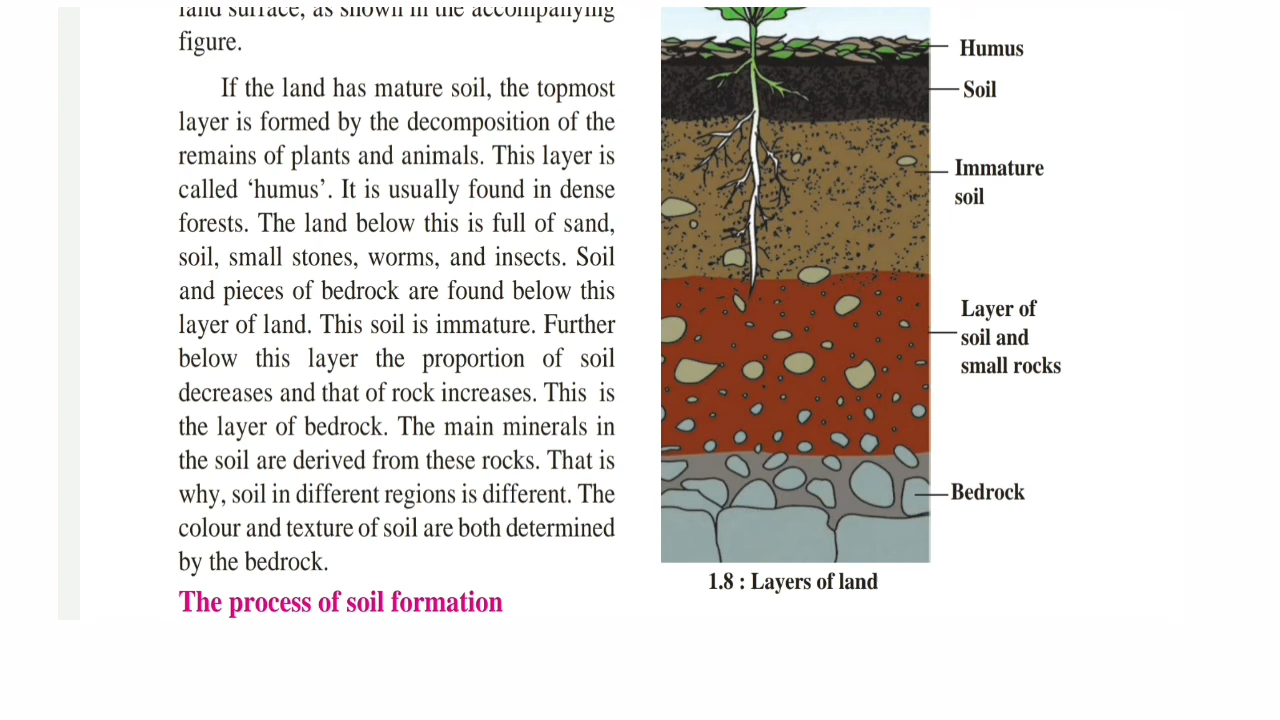 land surface, as shown in the accompanying
figure.
If the land has mature soil, the topmost
layer is formed by the decomposition of the
remains of plants and animals. This layer is
called ‘humus’. It is usually found in dense
forests. The land below this is full of sand,
soil, small stones, worms, and insects. Soil
and pieces of bedrock are found below this
layer of land. This soil is immature. Further
below this layer the proportion of soil
decreases and that of rock increases. This is
the layer of bedrock. The main minerals in
the soil are derived from these rocks. That is
why, soil in different regions is different. The
colour and texture of soil are both determined
by the bedrock.
The process of soil formation
Humus
Soil
Immature
soil
Layer of
soil and
small rocks
Bedrock
1.8 : Layers of land